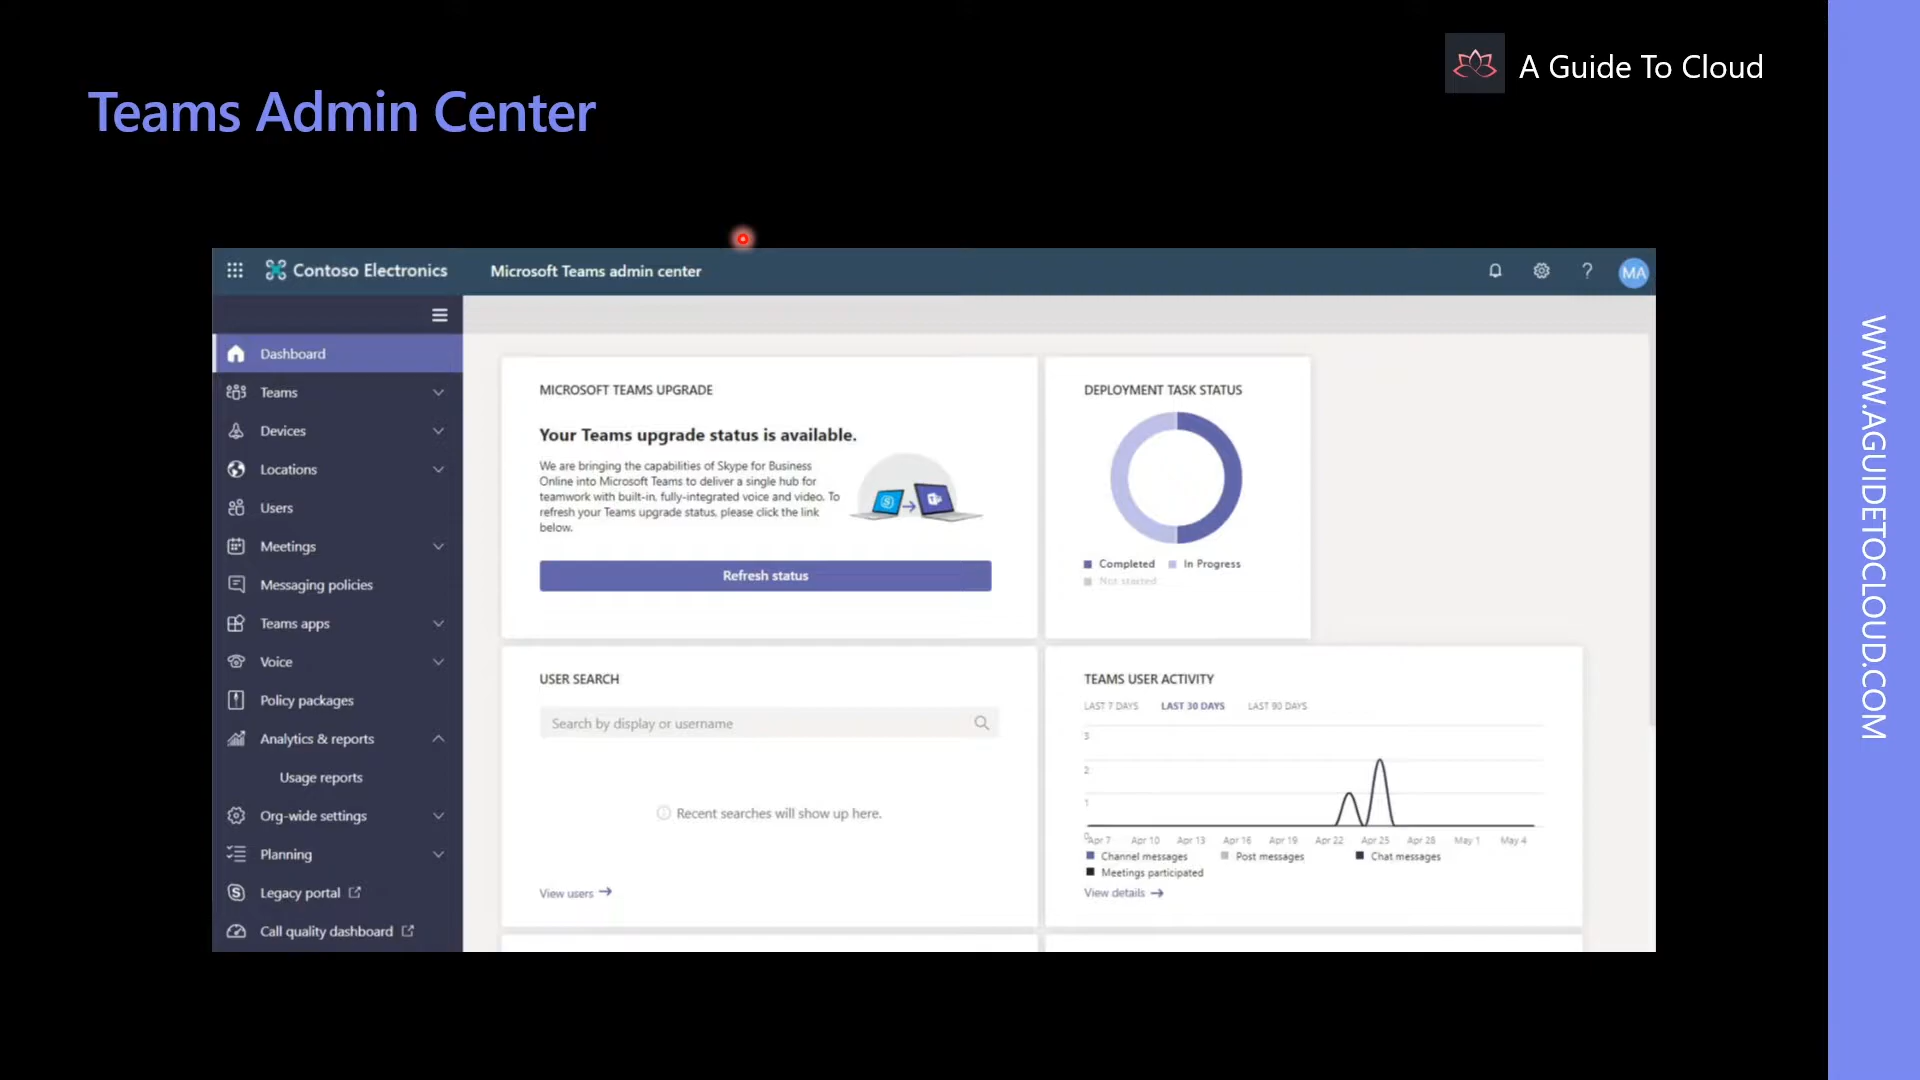 A Guide To Cloud
Teams Admin Center
WWW.AGUIDETOCLOUD.COM
Contoso Electronics
Microsoft Teams admin center
?
MA
Dashboard
Teams
Devices
Locations
Users
Meetings
Messaging policies
Teams apps
Voice
Policy packages
Analytics & reports
Usage reports
Org-wide settings
Planning
Legacy portal
Call quality dashboard
MICROSOFT TEAMS UPGRADE
Your Teams upgrade status is available.
We are bringing the capabilities of Skype for Business
Online into Microsoft Teams to deliver a single hub for
teamwork with built-in, fully-integrated voice and video. To
refresh your Teams upgrade status, please click the link
below.
Refresh status
DEPLOYMENT TASK STATUS
Completed In Progress
Not started
USER SEARCH
Search by display or username
Recent searches will show up here.
View users
TEAMS USER ACTIVITY
LAST 7 DAYS LAST 30 DAYS LAST 90 DAYS
3
2
1
0
Apr 7 Apr 10 Apr 13 Apr 16 Apr 19 Apr 22 Apr 25 Apr 28 May 1 May 4
Channel messages Post messages Chat messages
Meetings participated
View details